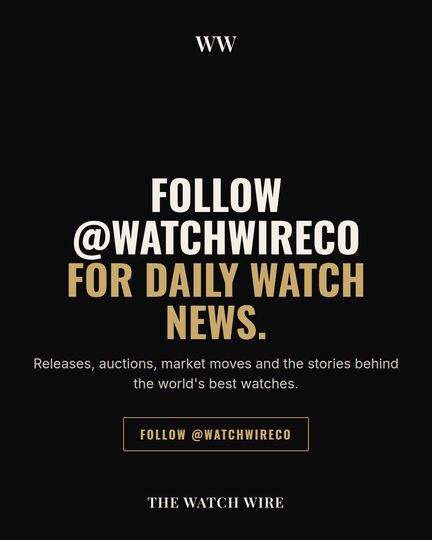 WW
FOLLOW
@WATCHWIRECO
FOR DAILY WATCH
NEWS.
Releases, auctions, market moves and the stories behind
the world's best watches.
FOLLOW @WATCHWIRECO
THE WATCH WIRE